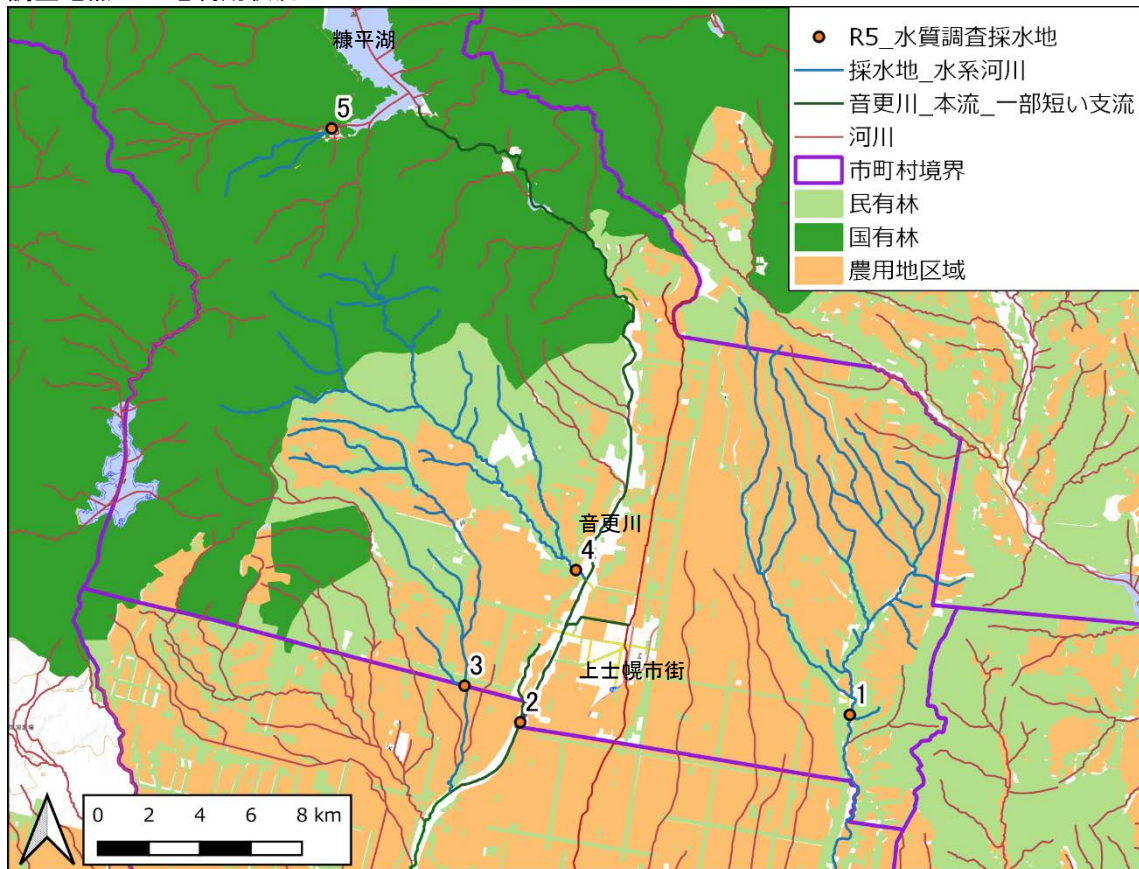 糠平湖
5
R5_水質調査採水地
採水地_水系河川
音更川_本流_一部短い支流
河川
市町村境界
民有林
国有林
農用地区域
音更川
4
上士幌市街
3
2
1
0 2 4 6 8 km